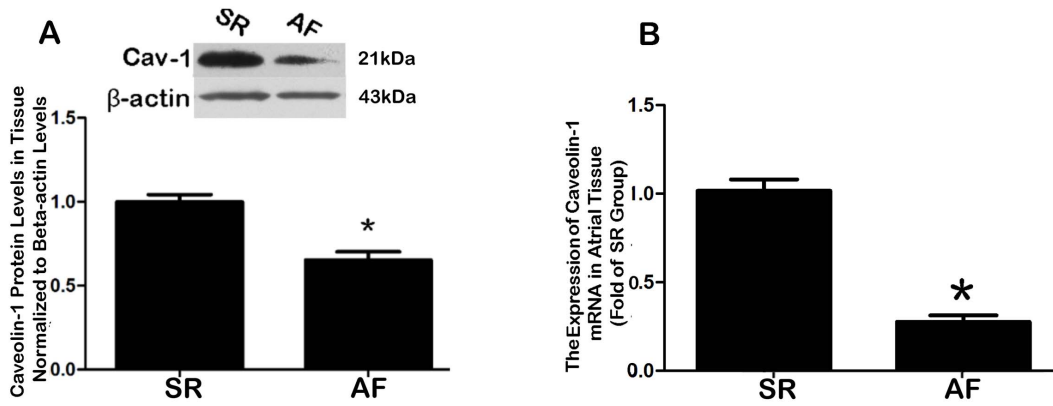 A
SR AF
Cav-1 21kDa
β-actin 43kDa
Caveolin-1 Protein Levels in Tissue
Normalized to Beta-actin Levels
1.5
1.0
0.5
0.0
*
SR AF
B
The Expression of Caveolin-1
mRNA in Atrial Tissue
(Fold of SR Group)
1.5
1.0
0.5
0.0
*
SR AF